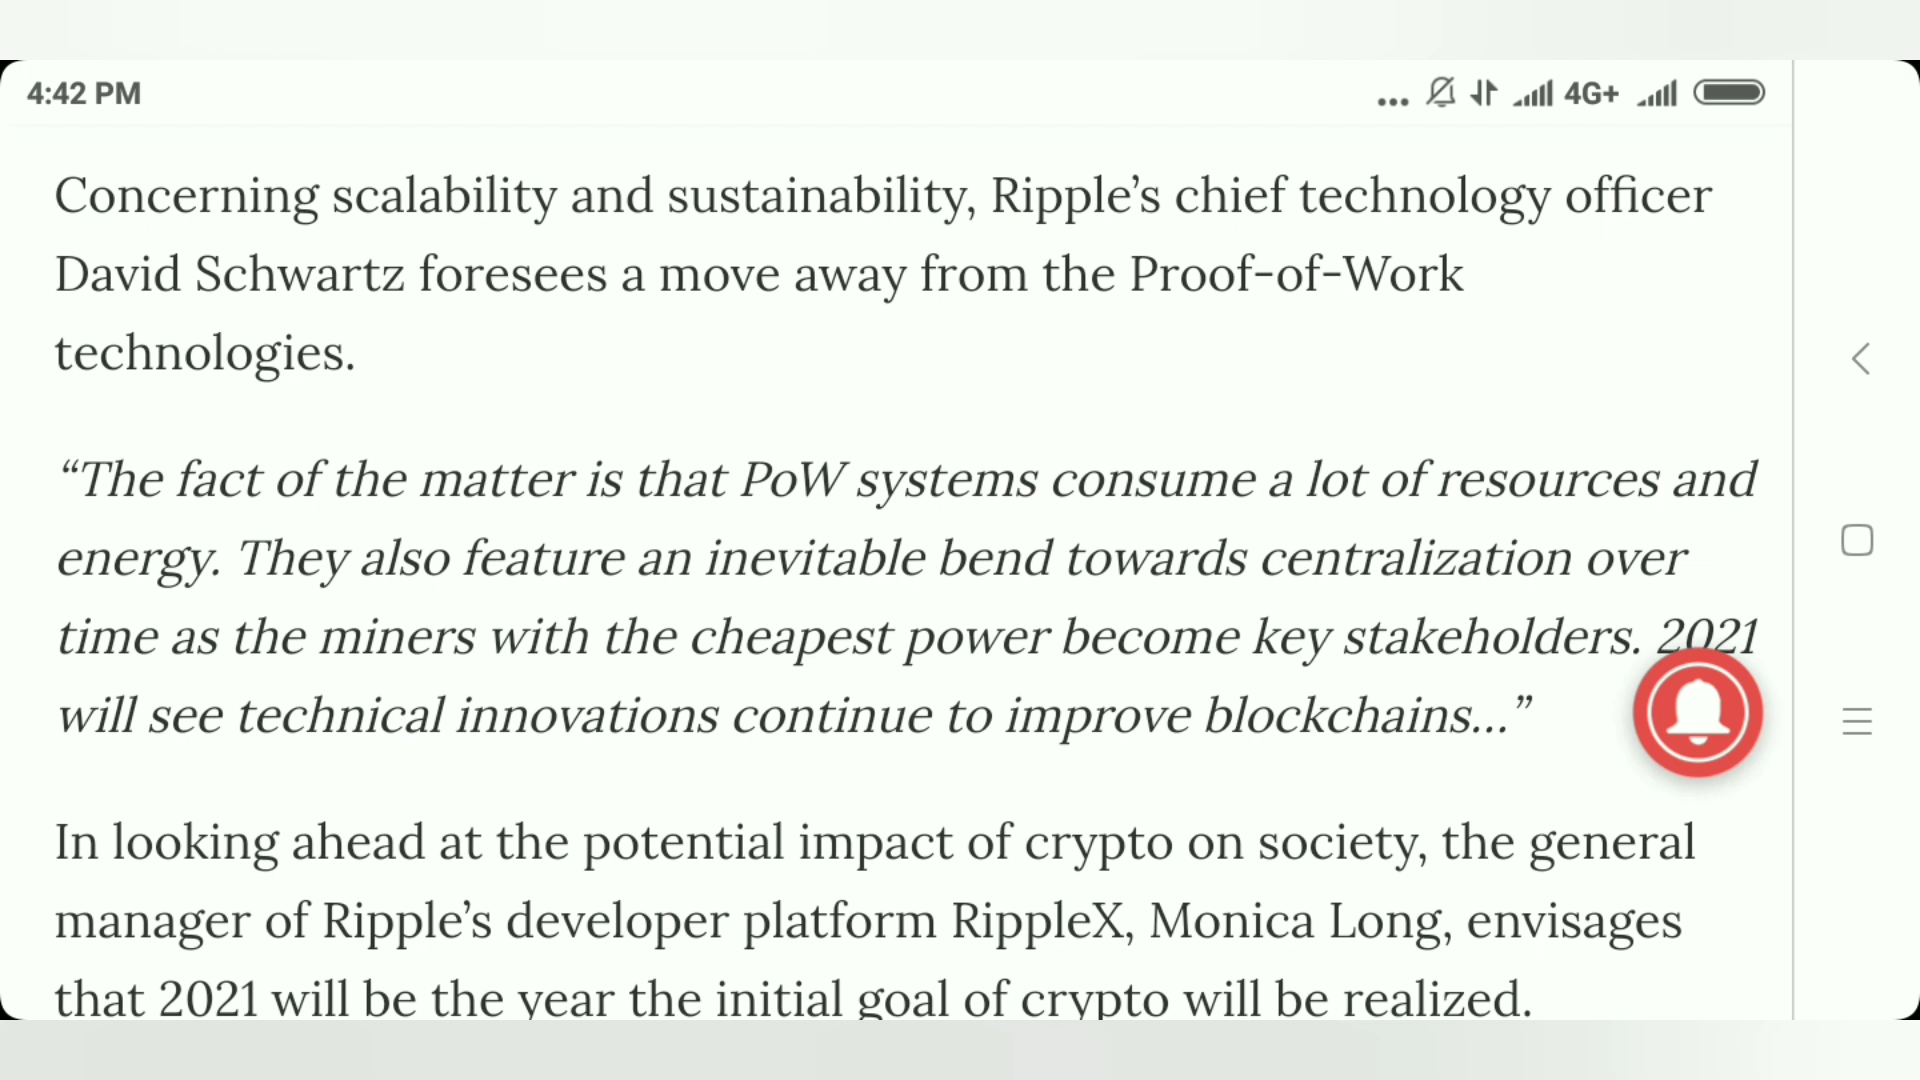 4:42 PM
... 4G+
Concerning scalability and sustainability, Ripple’s chief technology officer
David Schwartz foresees a move away from the Proof-of-Work
technologies.
“The fact of the matter is that PoW systems consume a lot of resources and
energy. They also feature an inevitable bend towards centralization over
time as the miners with the cheapest power become key stakeholders. 2021
will see technical innovations continue to improve blockchains…”
In looking ahead at the potential impact of crypto on society, the general
manager of Ripple’s developer platform RippleX, Monica Long, envisages
that 2021 will be the year the initial goal of crypto will be realized.